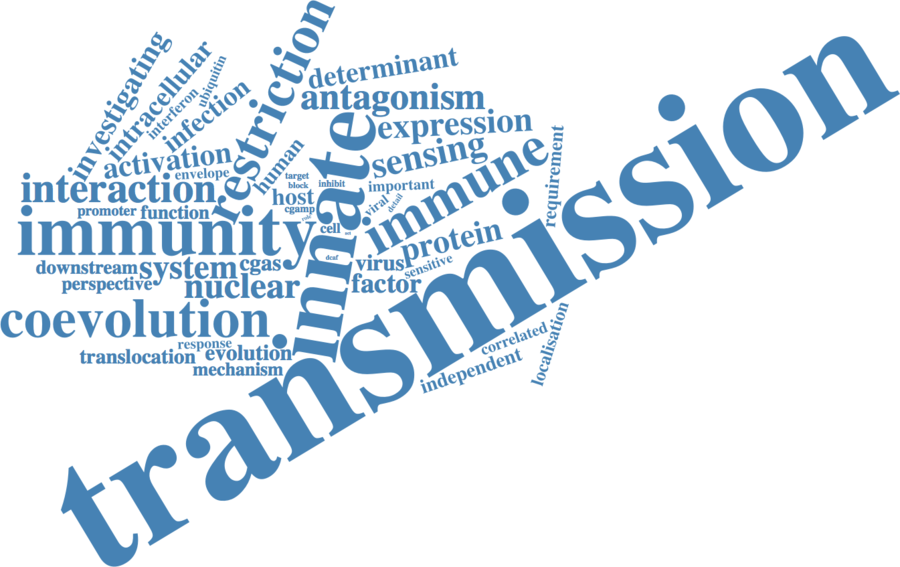 investigating
intracellular
interferon
ubiquitin
infection
restriction
determinant
antagonism
expression
sensing
activation
envelope
human
innate
interaction
promoter
function
target
block
inhibit
host
cgamp
important
viral
detail
immune
requirement
immunity
cell
protein
downstream
system
cgas
dcaf
virus
sensitive
perspective
nuclear
factor
coevolution
transmission
response
translocation
evolution
mechanism
correlated
independent
localisation